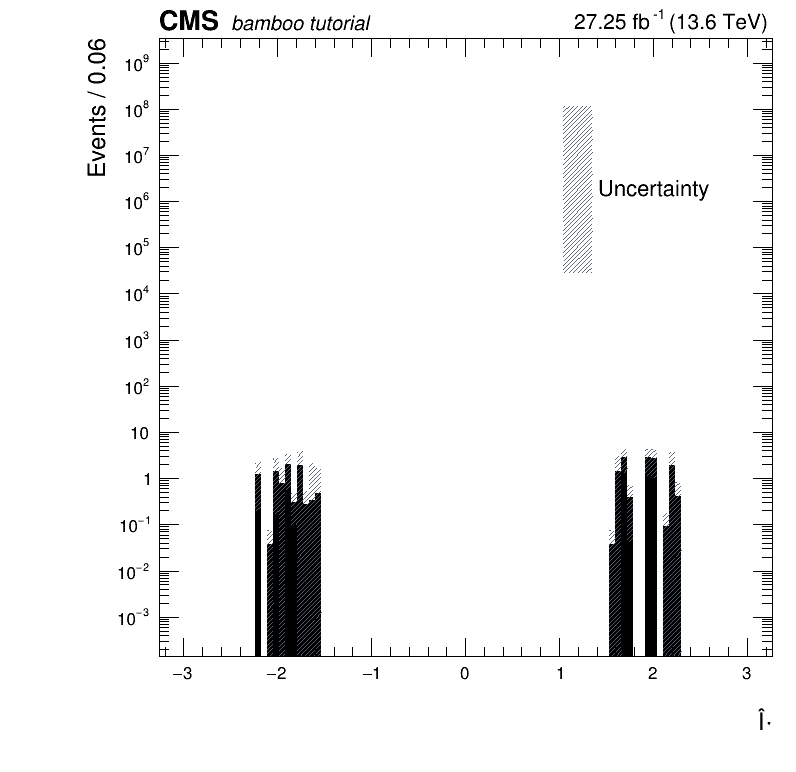 CMS bamboo tutorial 27.25 fb⁻¹ (13.6 TeV)
Events / 0.06
10⁹
10⁸
10⁷
10⁶
10⁵
10⁴
10³
10²
10
1
10⁻¹
10⁻²
10⁻³
Uncertainty
−3 −2 −1 0 1 2 3
Î·